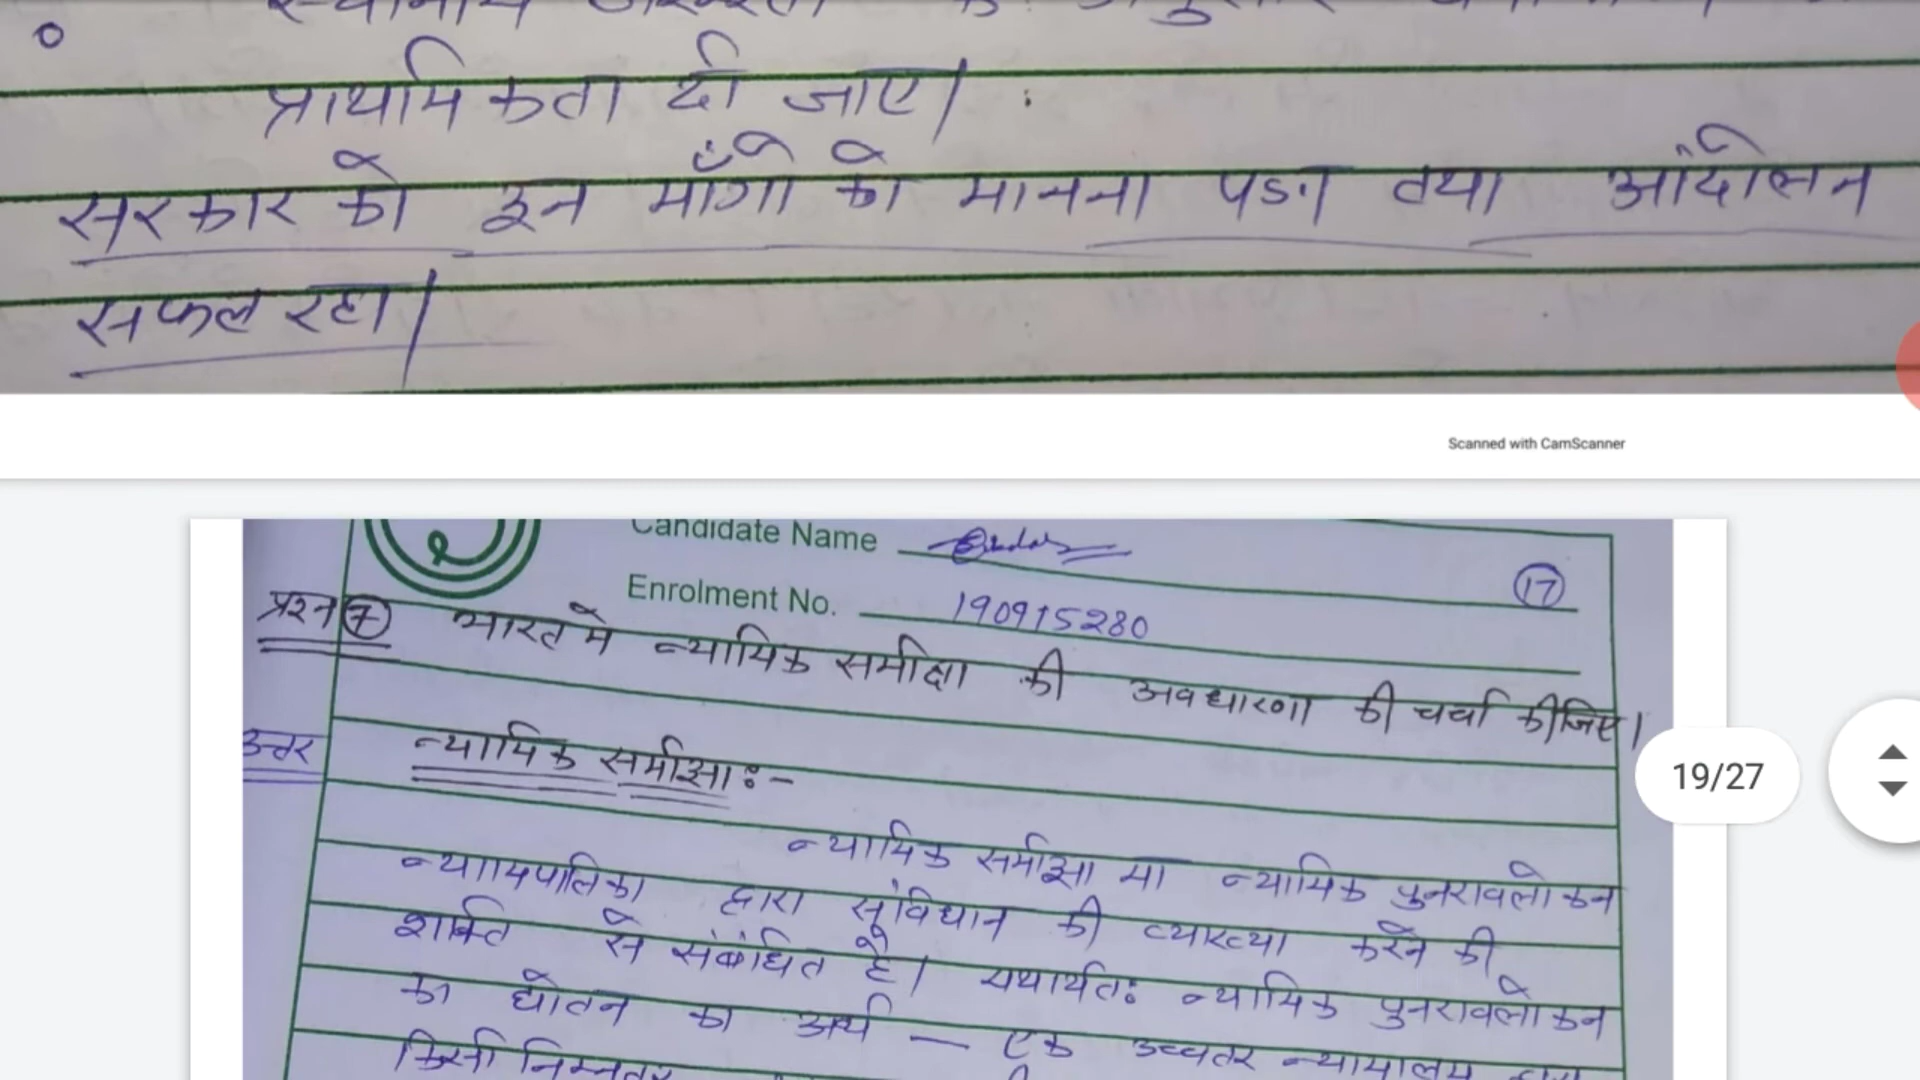 प्राथमिकता दी जाए।
सरकार को इन माँगों को मानना पड़ा तथा आंदोलन
सफल रहा।
Scanned with CamScanner
Candidate Name
17
Enrolment No. 190915280
प्रश्न 7 भारत में न्यायिक समीक्षा की अवधारणा की चर्चा कीजिए।
उत्तर न्यायिक समीक्षा:-
न्यायिक समीक्षा या न्यायिक पुनरावलोकन
न्यायपालिका द्वारा संविधान की व्याख्या करने की
शक्ति से संबंधित है। यथार्थतः न्यायिक पुनरावलोकन
का द्योतन का अर्थ — एक उच्चतर न्यायालय
किसी निम्नतर
19/27